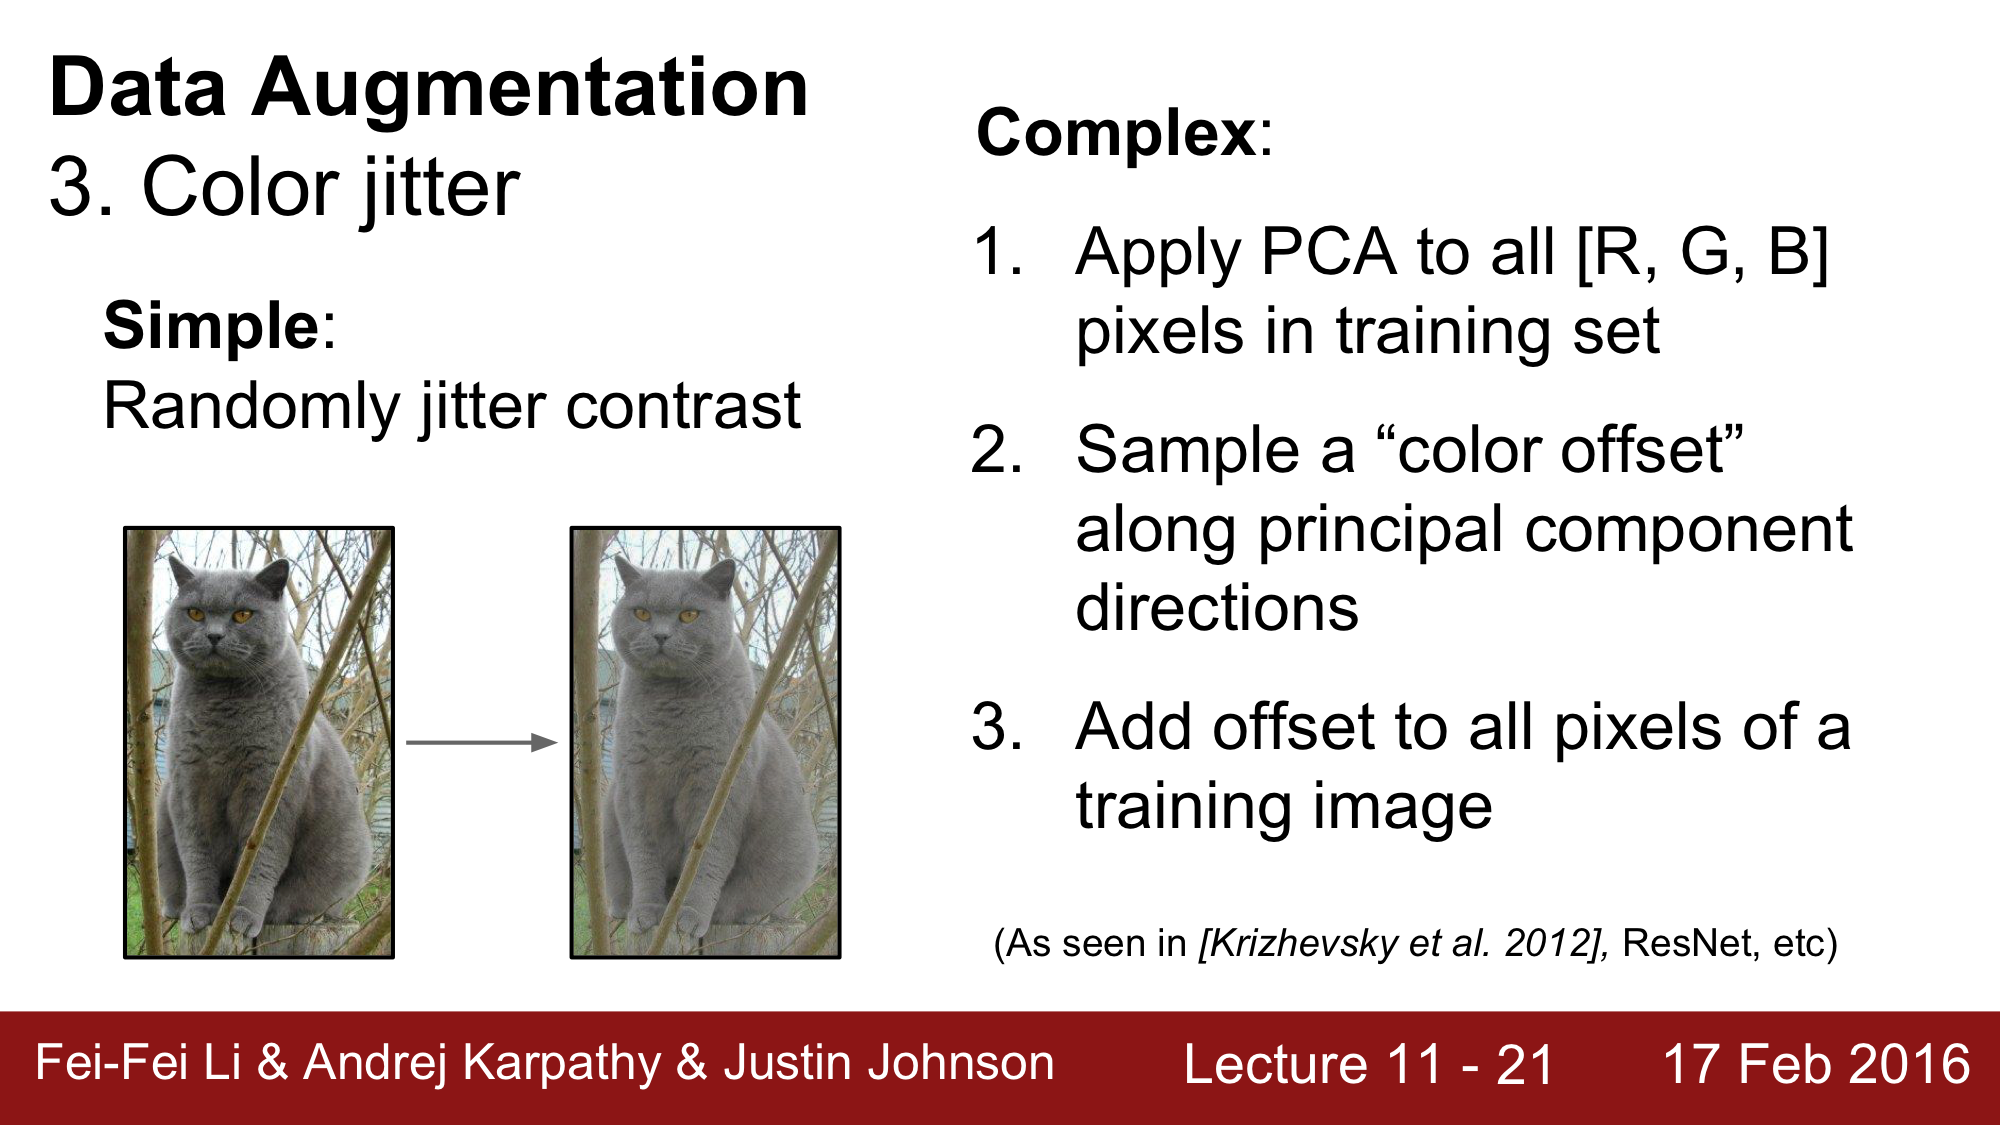 Data Augmentation
3. Color jitter
Simple:
Randomly jitter contrast
Complex:
1. Apply PCA to all [R, G, B]
pixels in training set
2. Sample a “color offset”
along principal component
directions
3. Add offset to all pixels of a
training image
(As seen in [Krizhevsky et al. 2012], ResNet, etc)
Fei-Fei Li & Andrej Karpathy & Justin Johnson
Lecture 11 - 21
17 Feb 2016